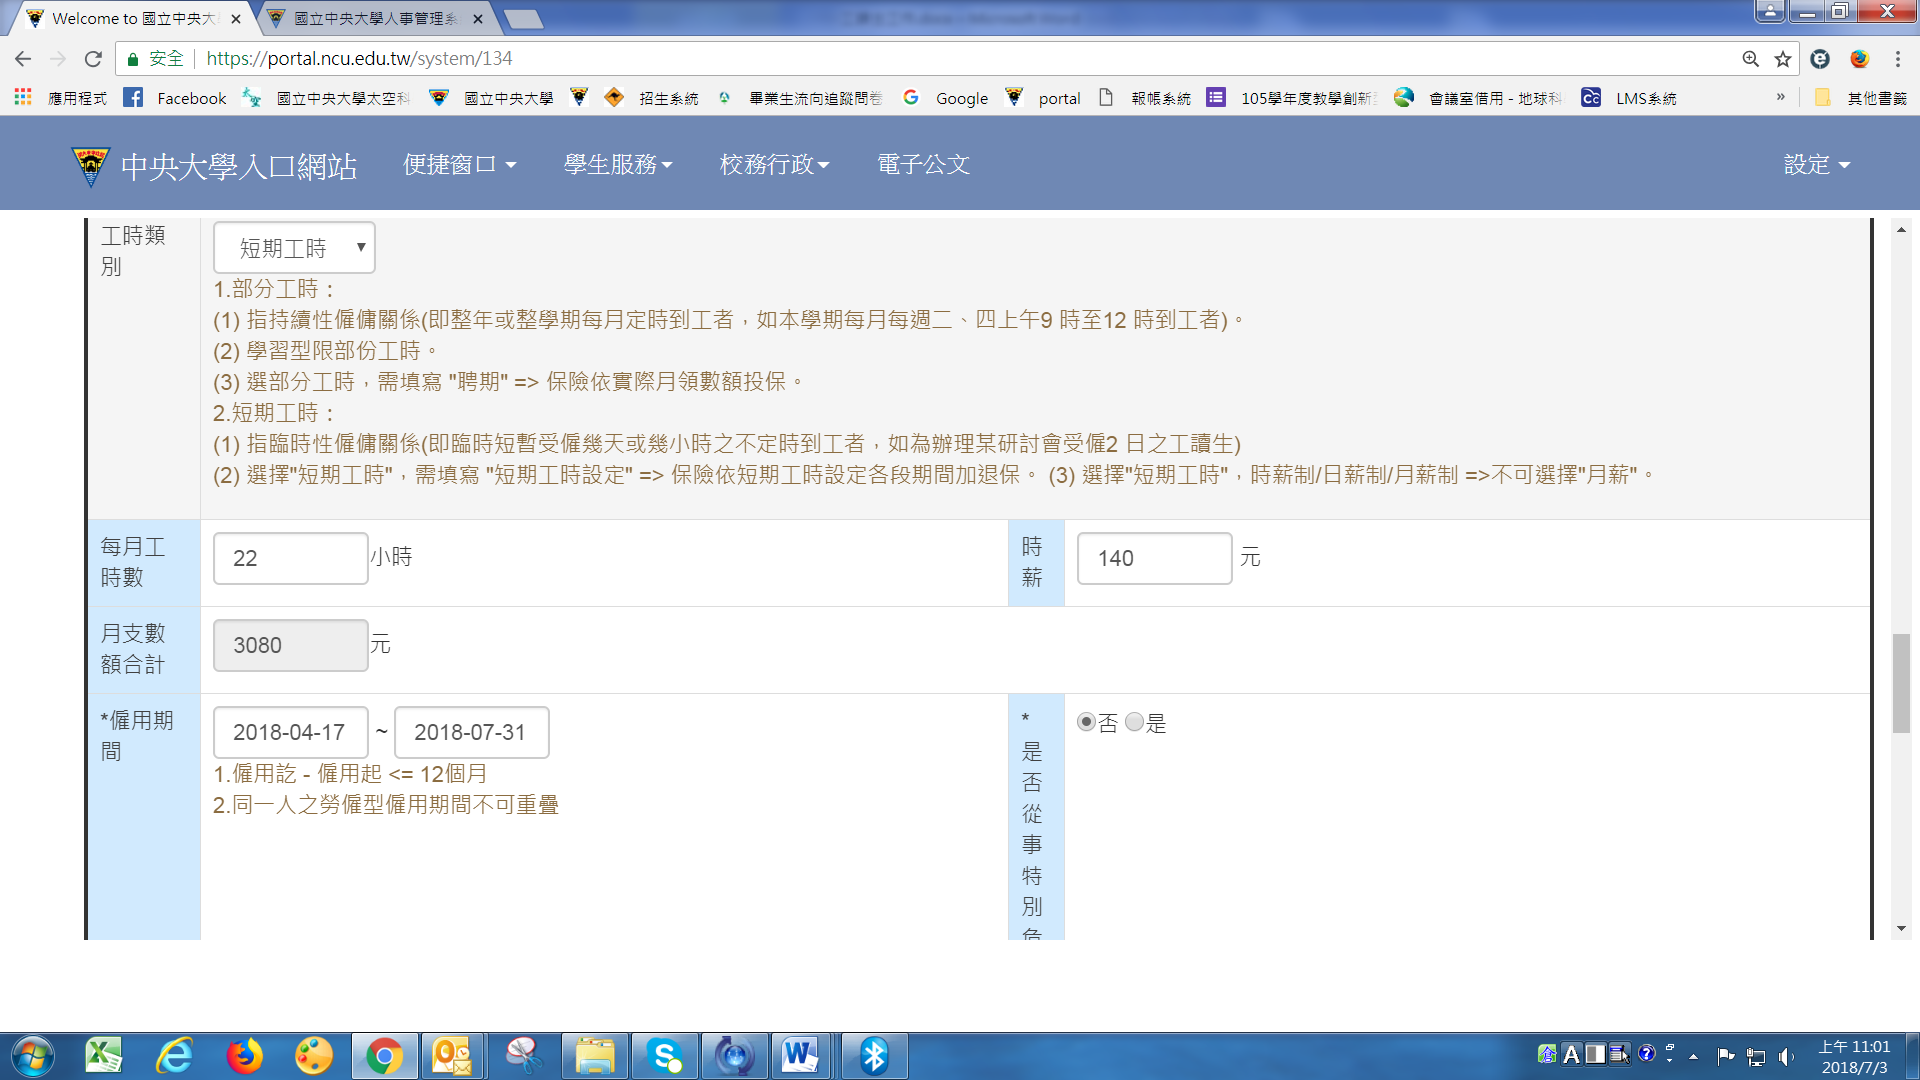 Welcome to 國立中央大
國立中央大學人事管理系
安全
https://portal.ncu.edu.tw/system/134
應用程式
Facebook
國立中央大學太空科
國立中央大學
招生系統
畢業生流向追蹤問卷
Google
portal
報帳系統
105學年度教學創新
會議室借用 - 地球科
LMS系統
»
其他書籤
中央大學入口網站
便捷窗口
學生服務
校務行政
電子公文
設定
工時類別
短期工時
1.部分工時：
(1) 指持續性僱傭關係(即整年或整學期每月定時到工者，如本學期每月每週二、四上午9 時至12 時到工者)。
(2) 學習型限部份工時。
(3) 選部分工時，需填寫 "聘期" => 保險依實際月領數額投保。
2.短期工時：
(1) 指臨時性僱傭關係(即臨時短暫受僱幾天或幾小時之不定時到工者，如為辦理某研討會受僱2 日之工讀生)
(2) 選擇"短期工時"，需填寫 "短期工時設定" => 保險依短期工時設定各段期間加退保。 (3) 選擇"短期工時"，時薪制/日薪制/月薪制 =>不可選擇"月薪"。
每月工時數
22 小時
時薪
140 元
月支數額合計
3080 元
*僱用期間
2018-04-17 ~ 2018-07-31
1.僱用訖 - 僱用起 <= 12個月
2.同一人之勞僱型僱用期間不可重疊
*是否從事特別危
否 是
上午 11:01
2018/7/3